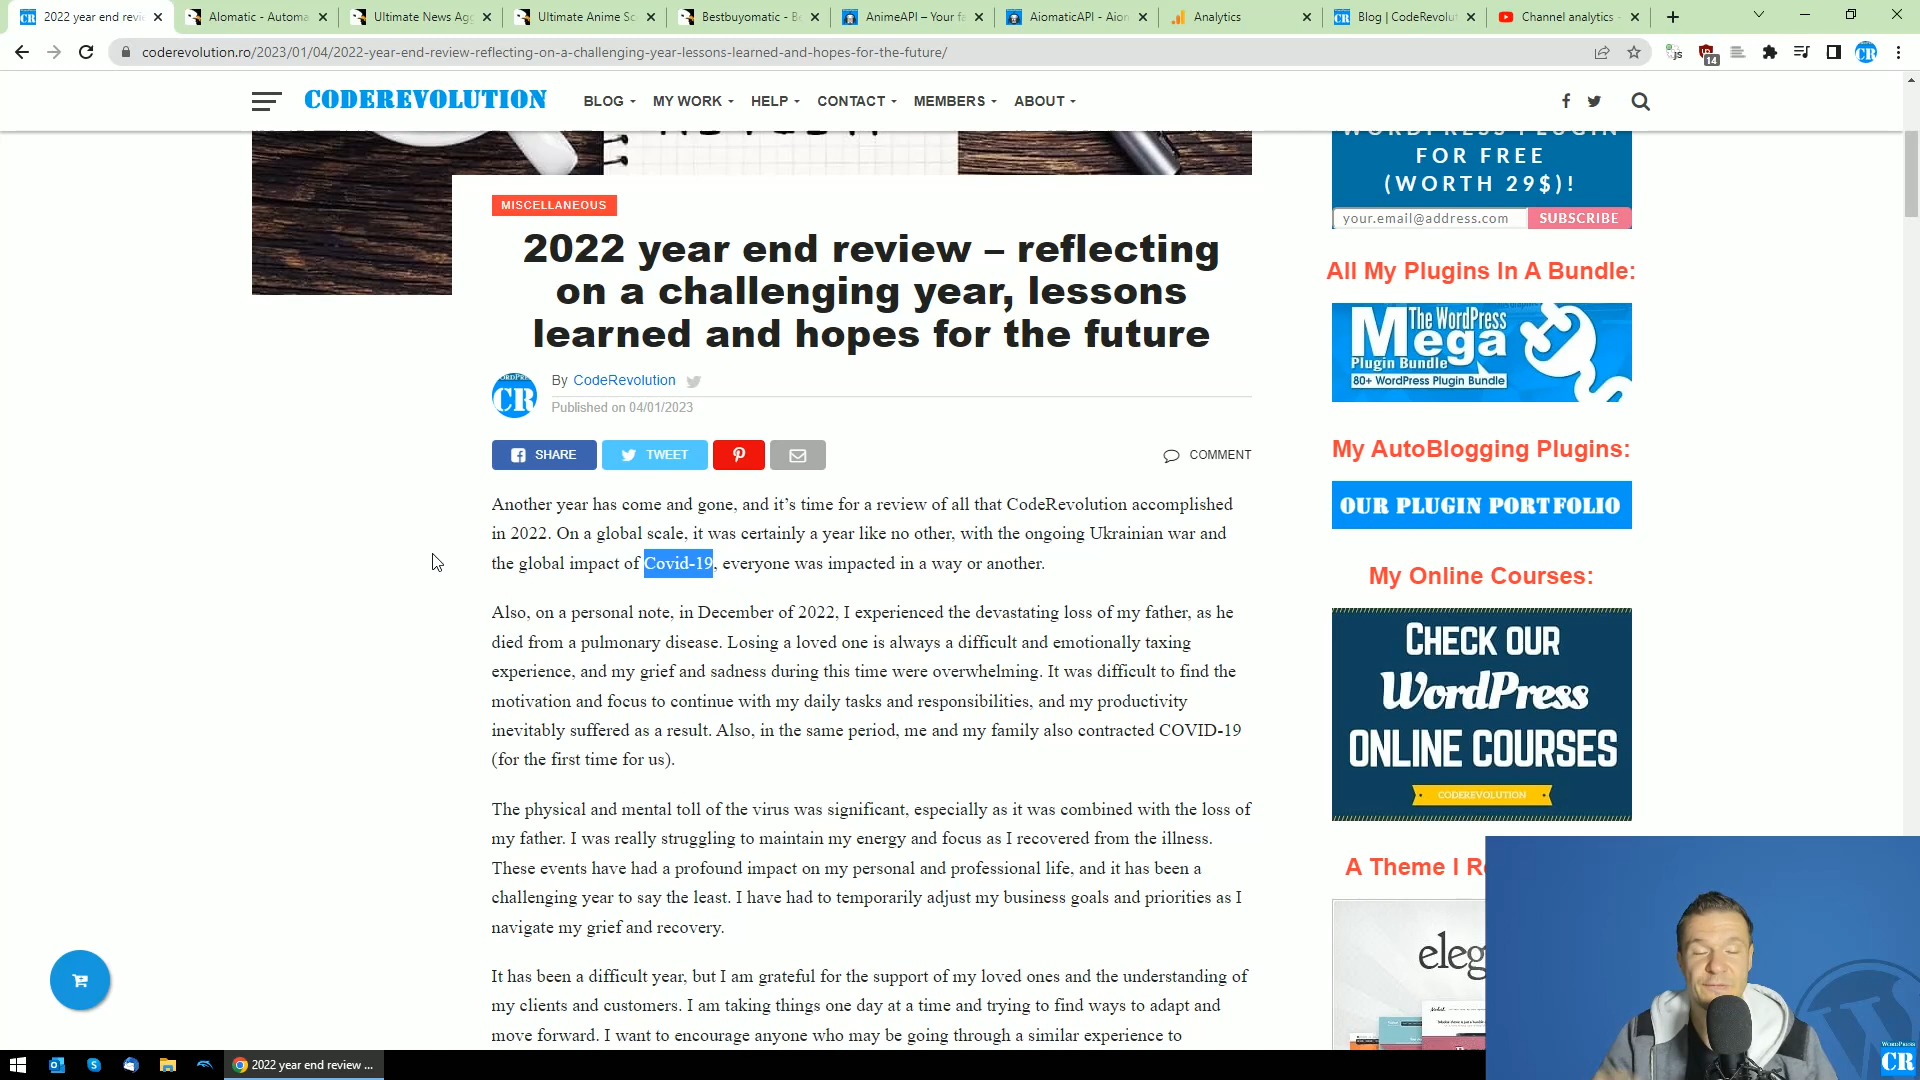 2022 year end revi
AIomatic - Automa
Ultimate News Ag
Ultimate Anime Sc
Bestbuyomatic - B
AnimeAPI – Your f
AiomaticAPI - Aion
Analytics
Blog | CodeRevolu
Channel analytics -
coderevolution.ro/2023/01/04/2022-year-end-review-reflecting-on-a-challenging-year-lessons-learned-and-hopes-for-the-future/
14
CODEREVOLUTION
BLOG
MY WORK
HELP
CONTACT
MEMBERS
ABOUT
WORDPRESS PLUGIN
FOR FREE
(WORTH 29$)!
your.email@address.com
SUBSCRIBE
MISCELLANEOUS
2022 year end review – reflecting
on a challenging year, lessons
learned and hopes for the future
CR
By CodeRevolution
Published on 04/01/2023
SHARE
TWEET
COMMENT
Another year has come and gone, and it’s time for a review of all that CodeRevolution accomplished
in 2022. On a global scale, it was certainly a year like no other, with the ongoing Ukrainian war and
the global impact of Covid-19, everyone was impacted in a way or another.
Also, on a personal note, in December of 2022, I experienced the devastating loss of my father, as he
died from a pulmonary disease. Losing a loved one is always a difficult and emotionally taxing
experience, and my grief and sadness during this time were overwhelming. It was difficult to find the
motivation and focus to continue with my daily tasks and responsibilities, and my productivity
inevitably suffered as a result. Also, in the same period, me and my family also contracted COVID-19
(for the first time for us).
The physical and mental toll of the virus was significant, especially as it was combined with the loss of
my father. I was really struggling to maintain my energy and focus as I recovered from the illness.
These events have had a profound impact on my personal and professional life, and it has been a
challenging year to say the least. I have had to temporarily adjust my business goals and priorities as I
navigate my grief and recovery.
It has been a difficult year, but I am grateful for the support of my loved ones and the understanding of
my clients and customers. I am taking things one day at a time and trying to find ways to adapt and
move forward. I want to encourage anyone who may be going through a similar experience to
All My Plugins In A Bundle:
The WordPress
Mega
Plugin Bundle
80+ WordPress Plugin Bundle
My AutoBlogging Plugins:
OUR PLUGIN PORTFOLIO
My Online Courses:
CHECK OUR
WordPress
ONLINE COURSES
CODEREVOLUTION
A Theme I R
eleg
2022 year end review ...
WORDPRESS
CR